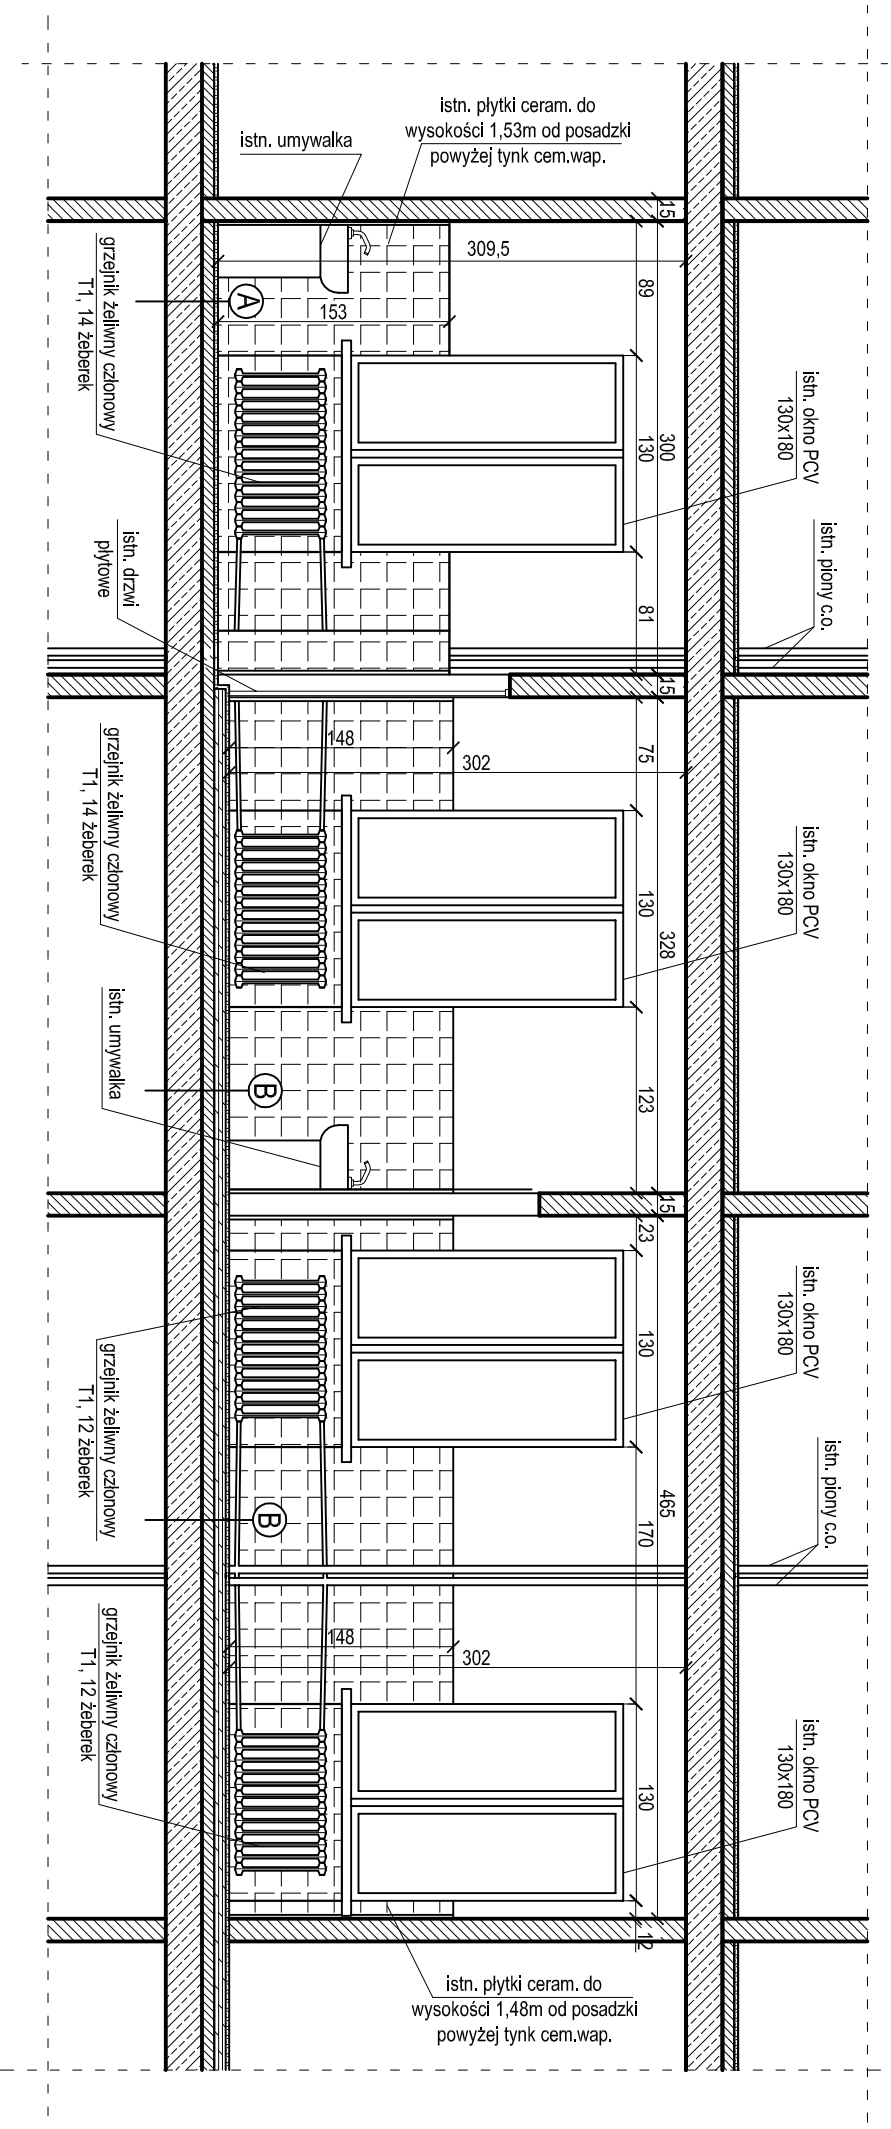 istn. płytki ceram. do
wysokości 1,53m od posadzki
powyżej tynk cem.wap.
istn. umywalka
15
309,5
89
153
A
grzejnik żeliwny członowy
T1, 14 żeberek
istn. okno PCV
130x180
300
130
istn. drzwi
płytowe
istn. piony c.o.
81
15
148
302
75
grzejnik żeliwny członowy
T1, 14 żeberek
istn. okno PCV
130x180
130
328
istn. umywalka
B
123
15
23
istn. okno PCV
130x180
130
grzejnik żeliwny członowy
T1, 12 żeberek
istn. piony c.o.
465
170
B
148
302
grzejnik żeliwny członowy
T1, 12 żeberek
istn. okno PCV
130x180
130
12
istn. płytki ceram. do
wysokości 1,48m od posadzki
powyżej tynk cem.wap.